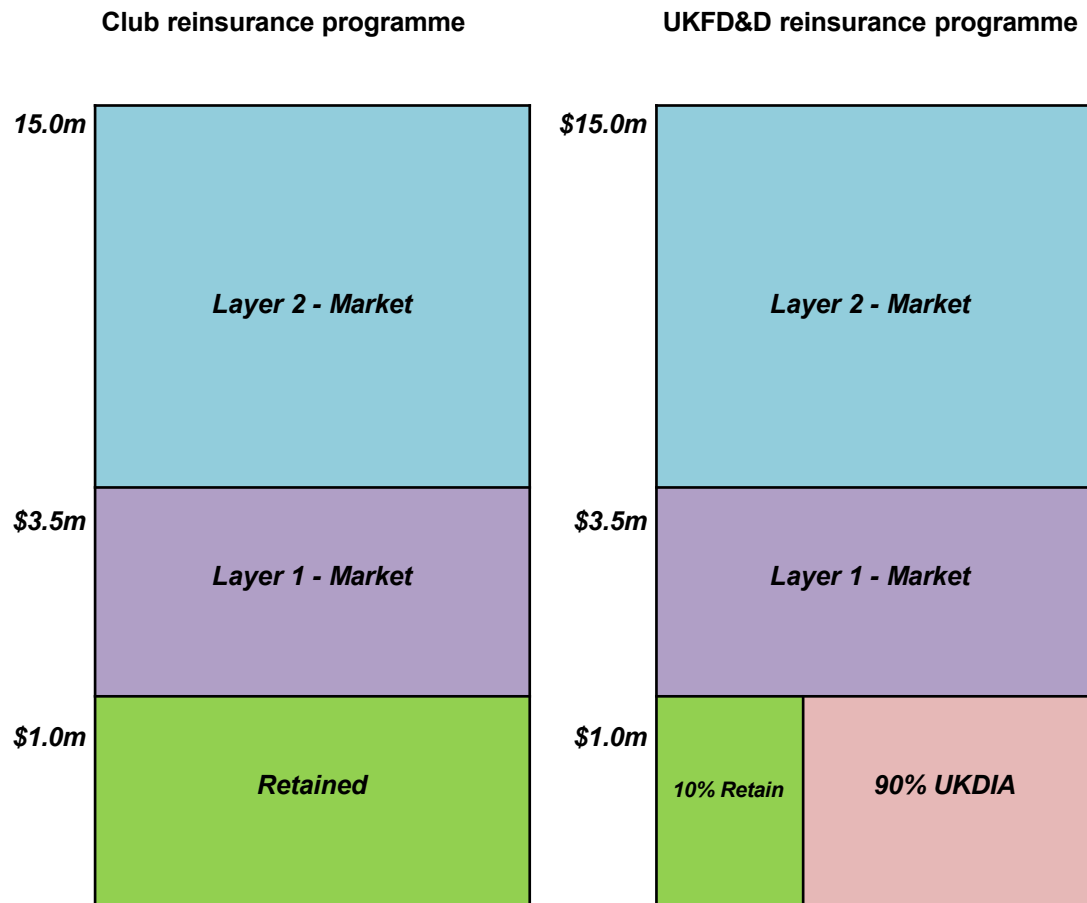 Club reinsurance programme
15.0m
Layer 2 - Market
$3.5m
Layer 1 - Market
$1.0m
Retained
UKFD&D reinsurance programme
$15.0m
Layer 2 - Market
$3.5m
Layer 1 - Market
$1.0m
10% Retain
90% UKDIA